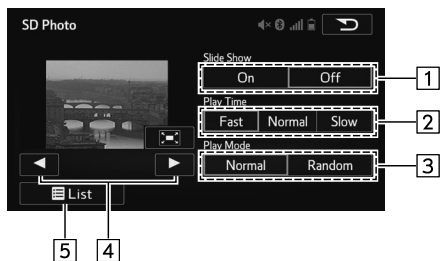 SD Photo
Slide Show
On Off
1
Play Time
Fast Normal Slow
2
Play Mode
Normal Random
3
List
5 4